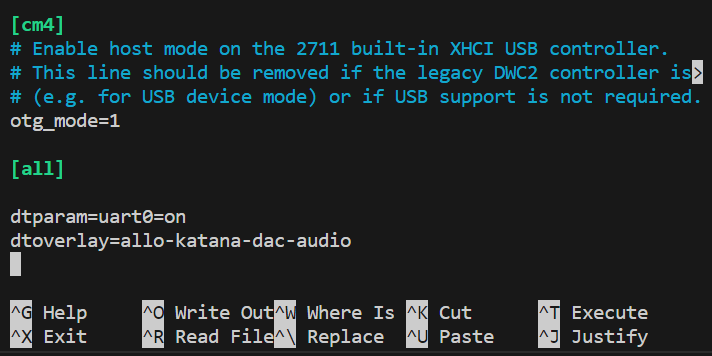 [cm4]
# Enable host mode on the 2711 built-in XHCI USB controller.
# This line should be removed if the legacy DWC2 controller is>
# (e.g. for USB device mode) or if USB support is not required.
otg_mode=1
[all]
dtparam=uart0=on
dtoverlay=allo-katana-dac-audio
^G Help ^O Write Out ^W Where Is ^K Cut ^T Execute
^X Exit ^R Read File ^\ Replace ^U Paste ^J Justify